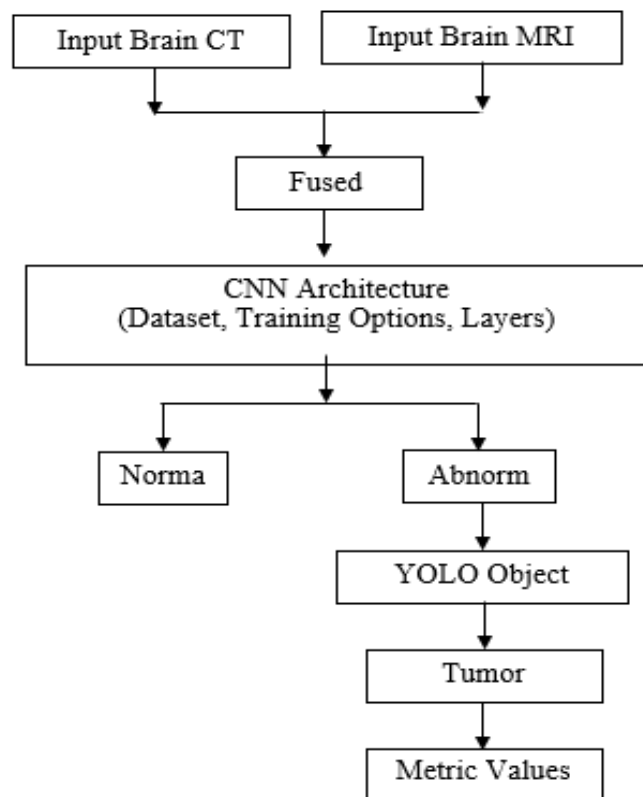 Input Brain CT
Input Brain MRI
Fused
CNN Architecture
(Dataset, Training Options, Layers)
Norma
Abnorm
YOLO Object
Tumor
Metric Values